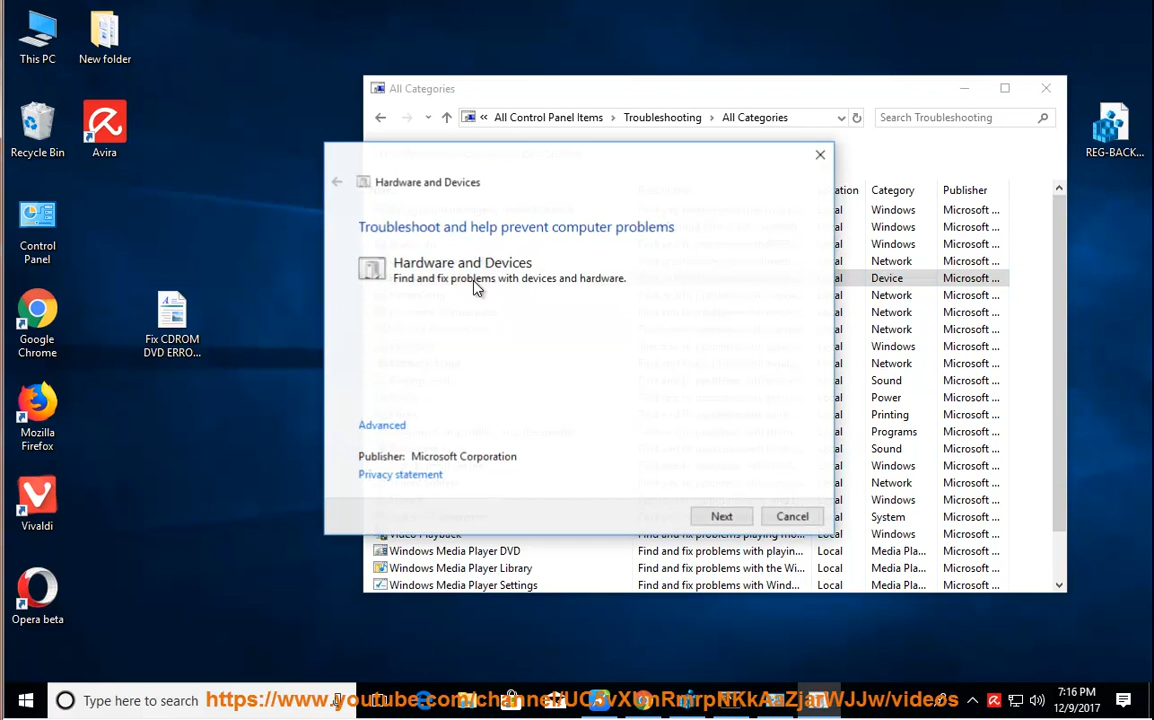 This PC
New folder
Recycle Bin
Avira
Control
Panel
Google
Chrome
Fix CDROM
DVD ERRO...
Mozilla
Firefox
Vivaldi
Opera beta
REG-BACK...
All Categories
« All Control Panel Items > Troubleshooting > All Categories
Search Troubleshooting
Category Publisher
Windows Microsoft ...
Windows Microsoft ...
Windows Microsoft ...
Network Microsoft ...
Device Microsoft ...
Network Microsoft ...
Network Microsoft ...
Network Microsoft ...
Windows Microsoft ...
Network Microsoft ...
Sound Microsoft ...
Power Microsoft ...
Printing Microsoft ...
Programs Microsoft ...
Sound Microsoft ...
Windows Microsoft ...
Network Microsoft ...
Windows Microsoft ...
System Microsoft ...
Video Playback Find and fix problems playing mo... Local Windows Microsoft ...
Windows Media Player DVD Find and fix problems with playin... Local Media Pla... Microsoft ...
Windows Media Player Library Find and fix problems with the Wi... Local Media Pla... Microsoft ...
Windows Media Player Settings Find and fix problems with Wind... Local Media Pla... Microsoft ...
Hardware and Devices
Troubleshoot and help prevent computer problems
Hardware and Devices
Find and fix problems with devices and hardware.
Advanced
Publisher: Microsoft Corporation
Privacy statement
Next Cancel
Type here to search
7:16 PM
12/9/2017